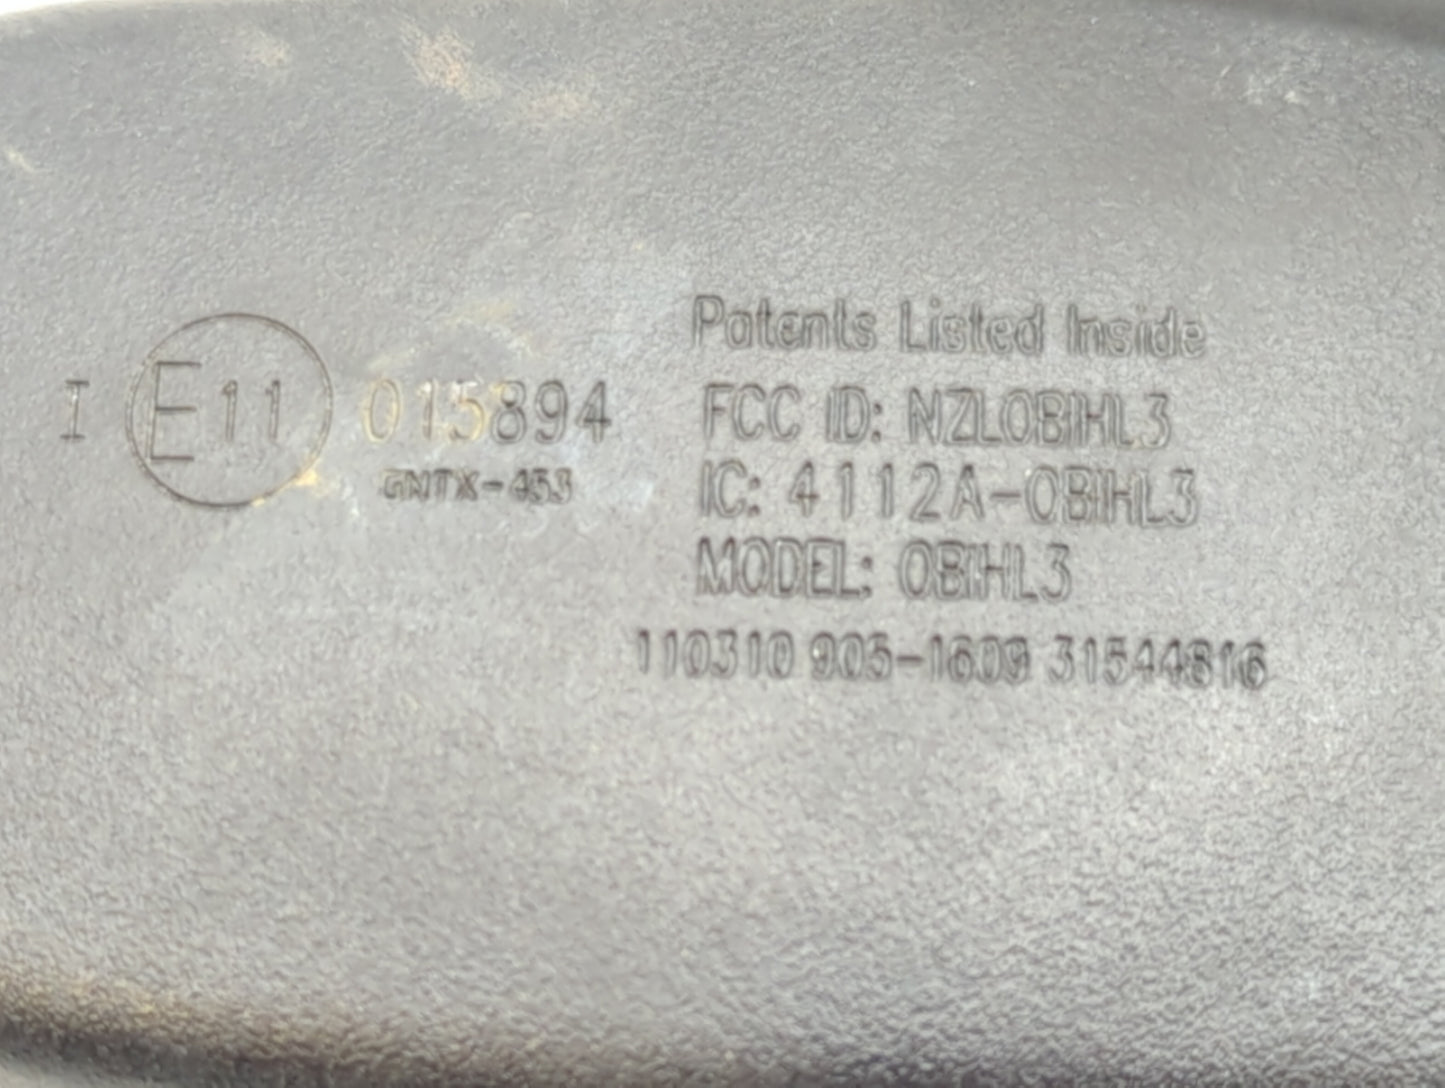 Patents Listed Inside
I E11 015894
GNTX-453
FCC ID: NZLOBIHL3
IC: 4112A-OBIHL3
MODEL: OBIHL3
110310 905-1609 31544816